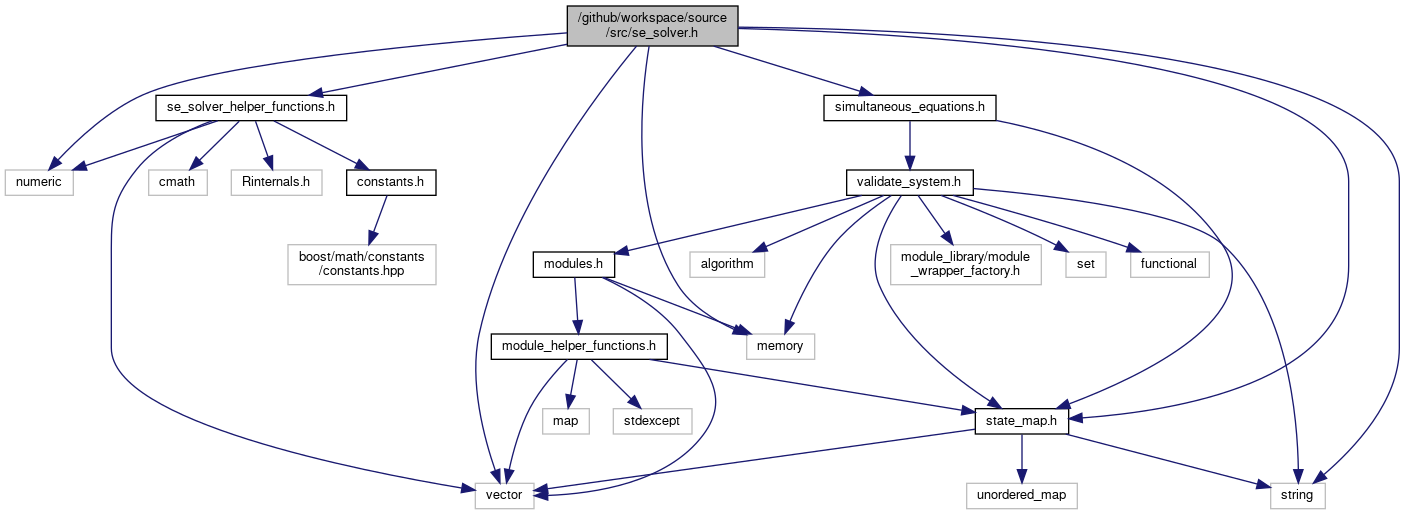 /github/workspace/source
/src/se_solver.h
se_solver_helper_functions.h
simultaneous_equations.h
numeric
cmath
Rinternals.h
constants.h
validate_system.h
boost/math/constants
/constants.hpp
modules.h
algorithm
module_library/module
_wrapper_factory.h
set
functional
module_helper_functions.h
memory
map
stdexcept
state_map.h
vector
unordered_map
string